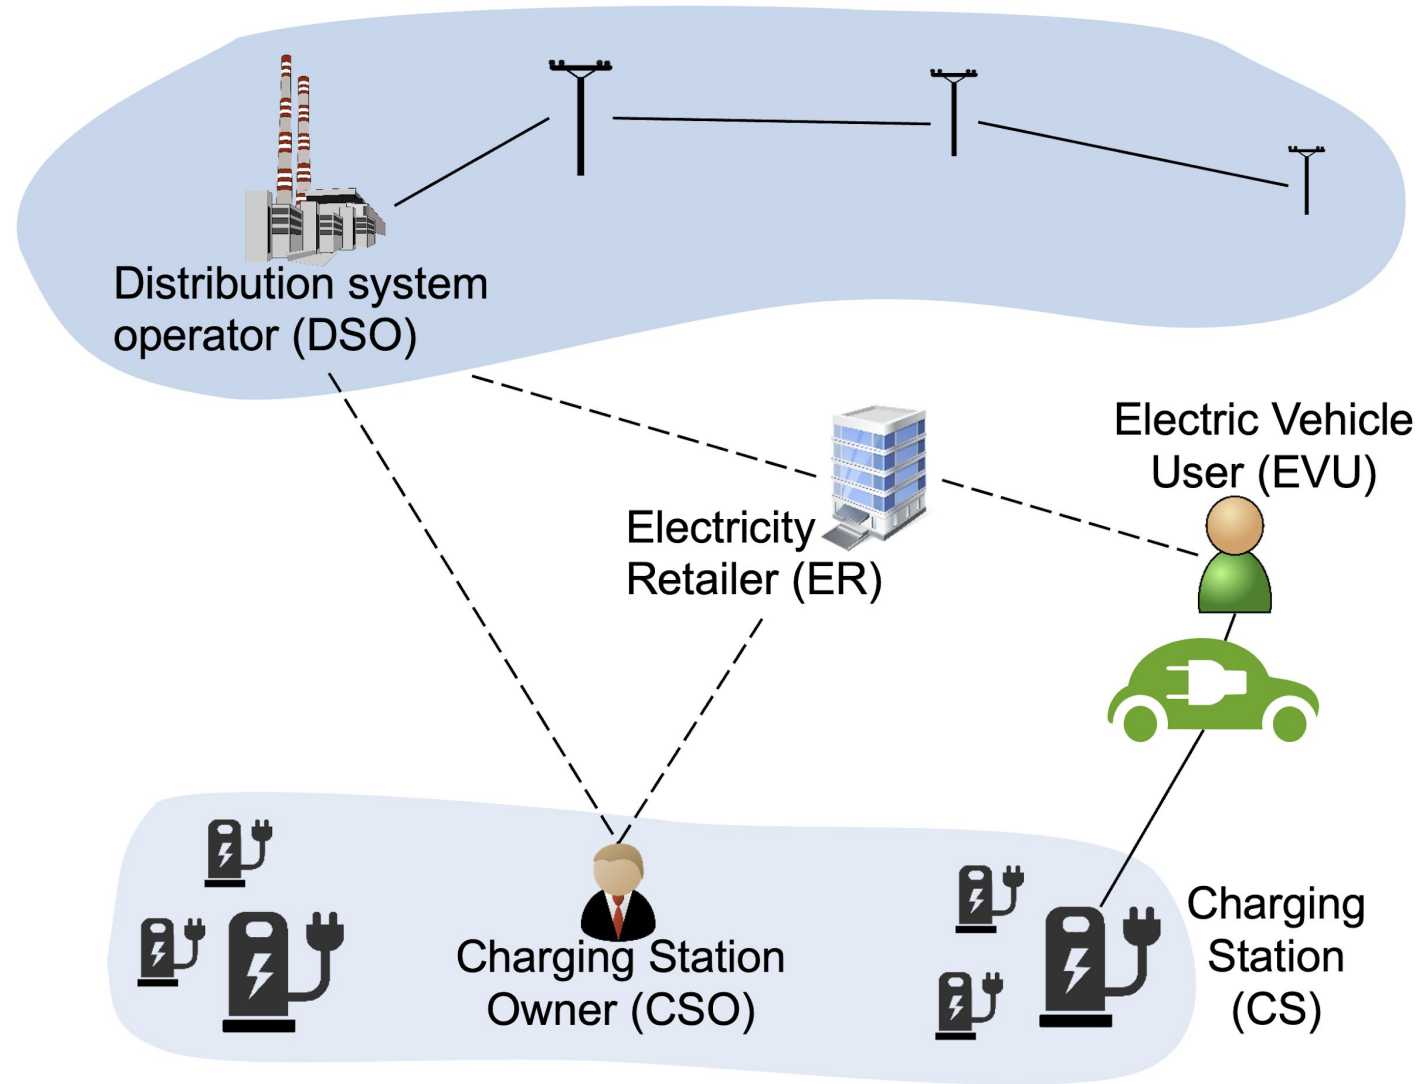 Distribution system
operator (DSO)
Electric Vehicle
User (EVU)
Electricity
Retailer (ER)
Charging Station
Owner (CSO)
Charging
Station
(CS)